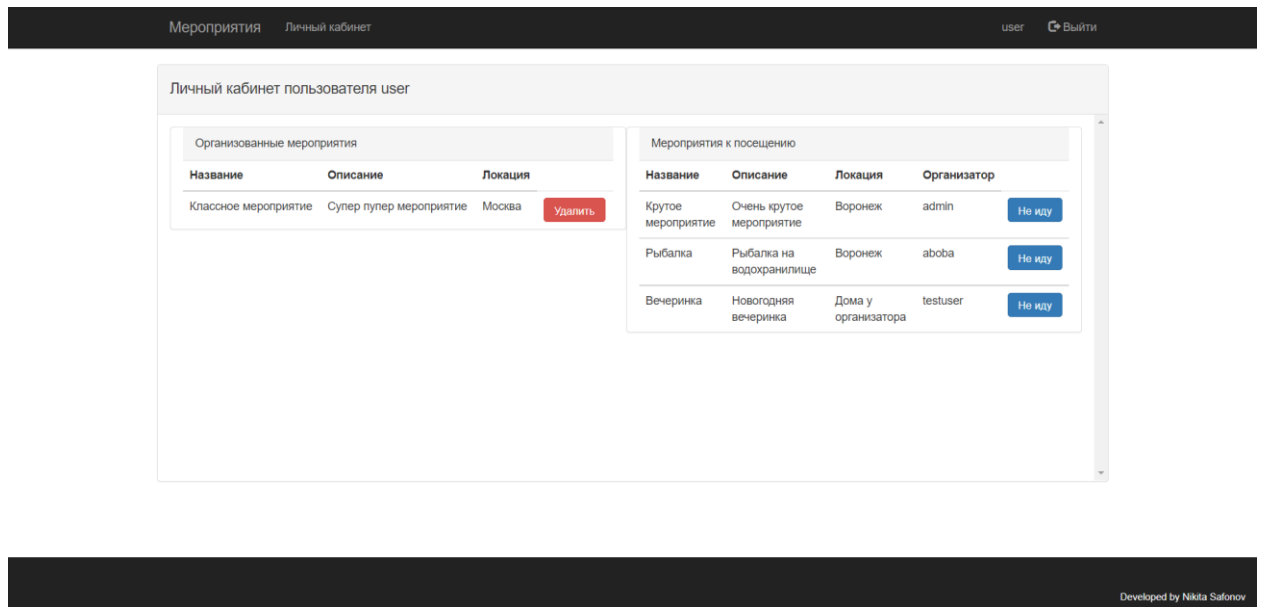 Мероприятия Личный кабинет user Выйти
Личный кабинет пользователя user
Организованные мероприятия
Название Описание Локация
Классное мероприятие Супер пупер мероприятие Москва Удалить
Мероприятия к посещению
Название Описание Локация Организатор
Крутое Очень крутое Воронеж admin Не иду
мероприятие мероприятие
Рыбалка Рыбалка на Воронеж aboba Не иду
водохранилище
Вечеринка Новогодняя Дома у testuser Не иду
вечеринка организатора
Developed by Nikita Safonov